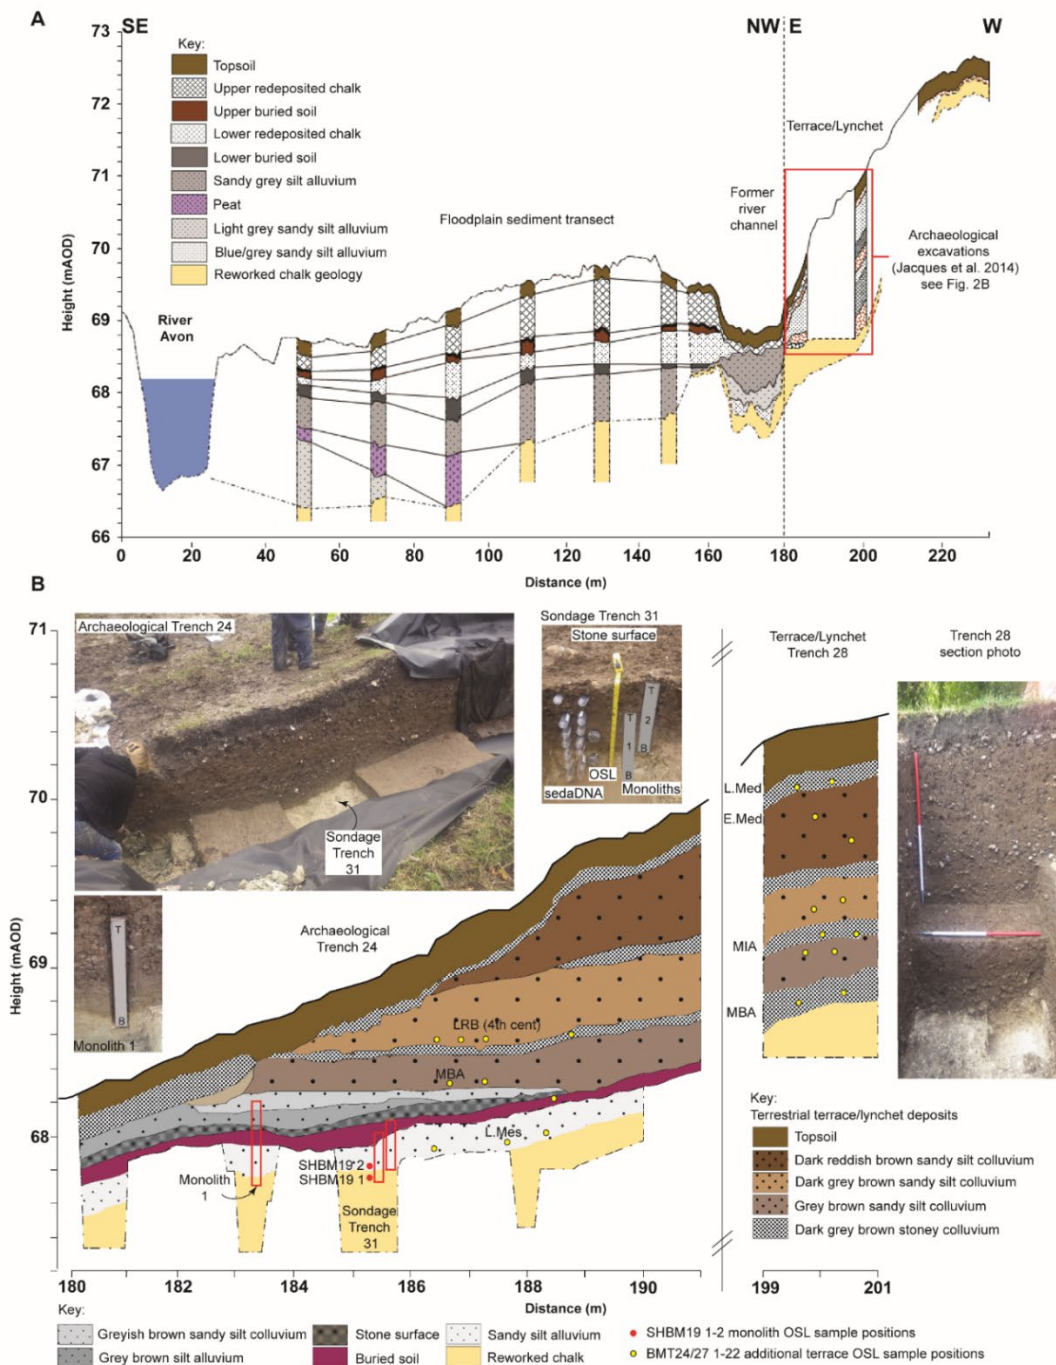 A
SE
NW
E
W
Key:
Topsoil
Upper redeposited chalk
Upper buried soil
Lower redeposited chalk
Lower buried soil
Sandy grey silt alluvium
Peat
Light grey sandy silt alluvium
Blue/grey sandy silt alluvium
Reworked chalk geology
Height (mAOD)
73
72
71
70
69
68
67
66
River
Avon
Floodplain sediment transect
Former
river
channel
Terrace/Lynchet
Archaeological
excavations
(Jacques et al. 2014)
see Fig. 2B
0 20 40 60 80 100 120 140 160 180 200 220
Distance (m)
B
Height (mAOD)
71
70
69
68
Archaeological Trench 24
Sondage
Trench
31
Sondage Trench 31
Stone surface
T
2
B
T
1
B
OSL
sedaDNA
Monoliths
T
B
Monolith 1
Archaeological
Trench 24
LRB (4th cent)
MBA
L.Mes
SHBM19 2
SHBM19 1
Monolith
1
Sondage
Trench
31
180 182 184 186 188 190
Distance (m)
Terrace/Lynchet
Trench 28
L.Med
E.Med
MIA
MBA
199 201
Trench 28
section photo
Key:
Terrestrial terrace/lynchet deposits
Topsoil
Dark reddish brown sandy silt colluvium
Dark grey brown sandy silt colluvium
Grey brown sandy silt colluvium
Dark grey brown stoney colluvium
Key:
Greyish brown sandy silt colluvium
Grey brown silt alluvium
Stone surface
Buried soil
Sandy silt alluvium
Reworked chalk
SHBM19 1-2 monolith OSL sample positions
BMT24/27 1-22 additional terrace OSL sample positions